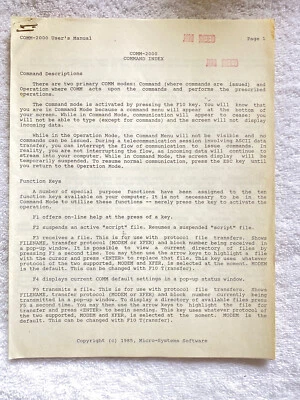 COMM-2000 User's Manual Page 1
COMM-2000
COMMAND INDEX
Command Descriptions
There are two primary COMM modes: Command (where commands are issued) and
Operation where COMM acts upon the commands and performs the prescribed
operations.
The Command mode is activated by pressing the F10 key. You will know that
you are in Command Mode because a command menu will appear at the bottom of
your screen. While in Command Mode, communication will appear to cease; you
will not be able to type (except for commands) and the screen will not display
incoming data.
While in the Operation Mode, the Command Menu will not be visible and no
commands can be issued. During a telecommunication session involving ASCII data
transfer, you can interrupt the flow of communication to issue commands. In
reality, you are not interrupting the flow, as incoming data will continue to
stream into your computer. While in Command Mode, the screen display will be
temporarily suspended. To resume normal communication, press the ESC key until
you return to the Operation Mode.
Function Keys
A number of special purpose functions have been assigned to the ten
function keys available on your computer. It is not necessary to be in the
Command Mode to utilize these functions -- merely press the key to activate the
operation.
F1 offers on-line help at the press of a key.
F2 suspends an active "script" file. Resumes a suspended "script" file.
F3 receives a file. This is for use with protocol file transfer. Shows
FILENAME, transfer protocol (MODEM or XFER) and block number being received in
a pop-up window. It is possible to view a current directory of files by
pressing F3 a second time. You may then use the arrow keys to highlight a file
with the cursor and press <ENTER> to replace that file. This key uses whatever
protocol of the two supported, MODEM and XFER, is selected at the moment. MODEM
is the default. This can be changed with F10 T(ransfer).
F4 displays current COMM default settings in a pop-up status window.
F5 transmits a file. This is for use with protocol file transfer. Shows
FILENAME, transfer protocol (MODEM or XFER) and block number currently being
transmitted in a pop-up window. To display a directory of available files press
F5 a second time. You may then use the arrow keys to highlight the file for
transfer and press <ENTER> to begin sending. This key uses whatever protocol of
the two supported, MODEM and XFER, is selected at the moment. MODEM is the
default. This can be changed with F10 T(ransfer).
Copyright (c) 1985, Micro-Systems Software